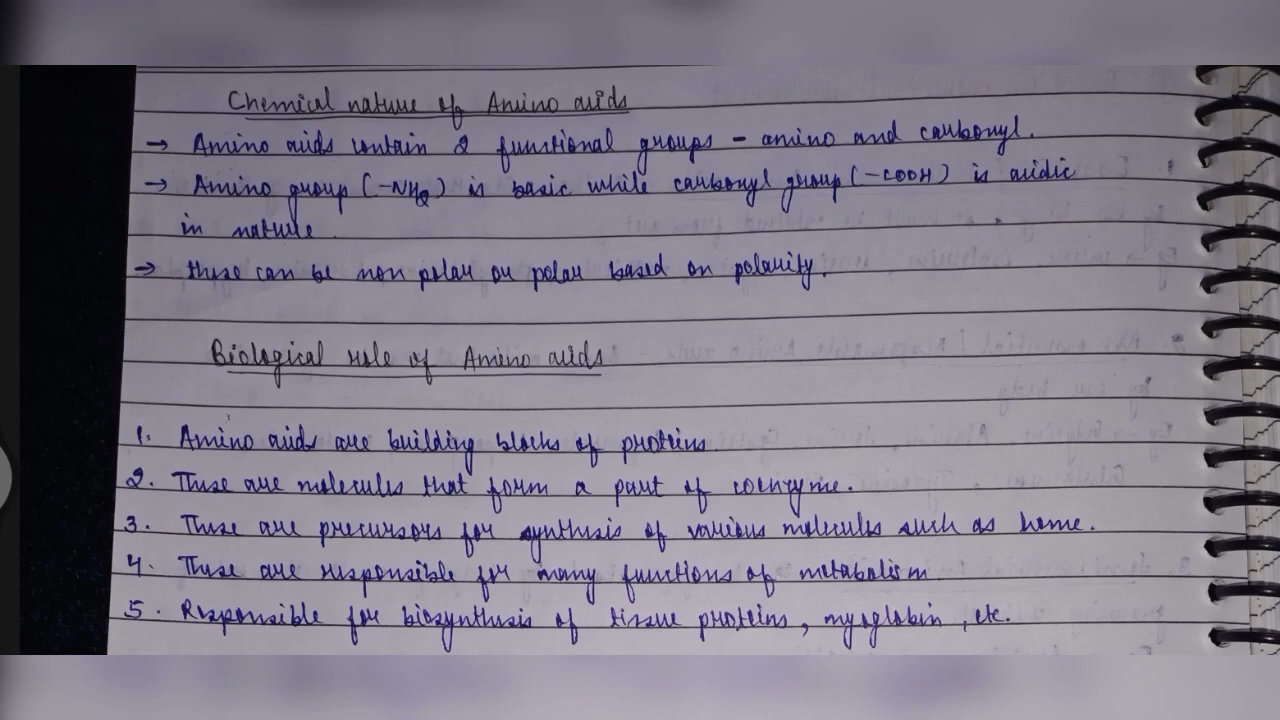 Chemical nature of Amino acids
→ Amino acids contain 2 functional groups - amino and carbonyl.
→ Amino group (-NH2) is basic while carbonyl group (-COOH) is acidic
in nature.
→ these can be non polar or polar based on polarity.
Biological role of Amino acids
1. Amino acids are building blocks of proteins.
2. These are molecules that form a part of coenzyme.
3. These are precursors for synthesis of various molecules such as heme.
4. These are responsible for many functions of metabolism
5. Responsible for biosynthesis of tissue proteins, myoglobin, etc.